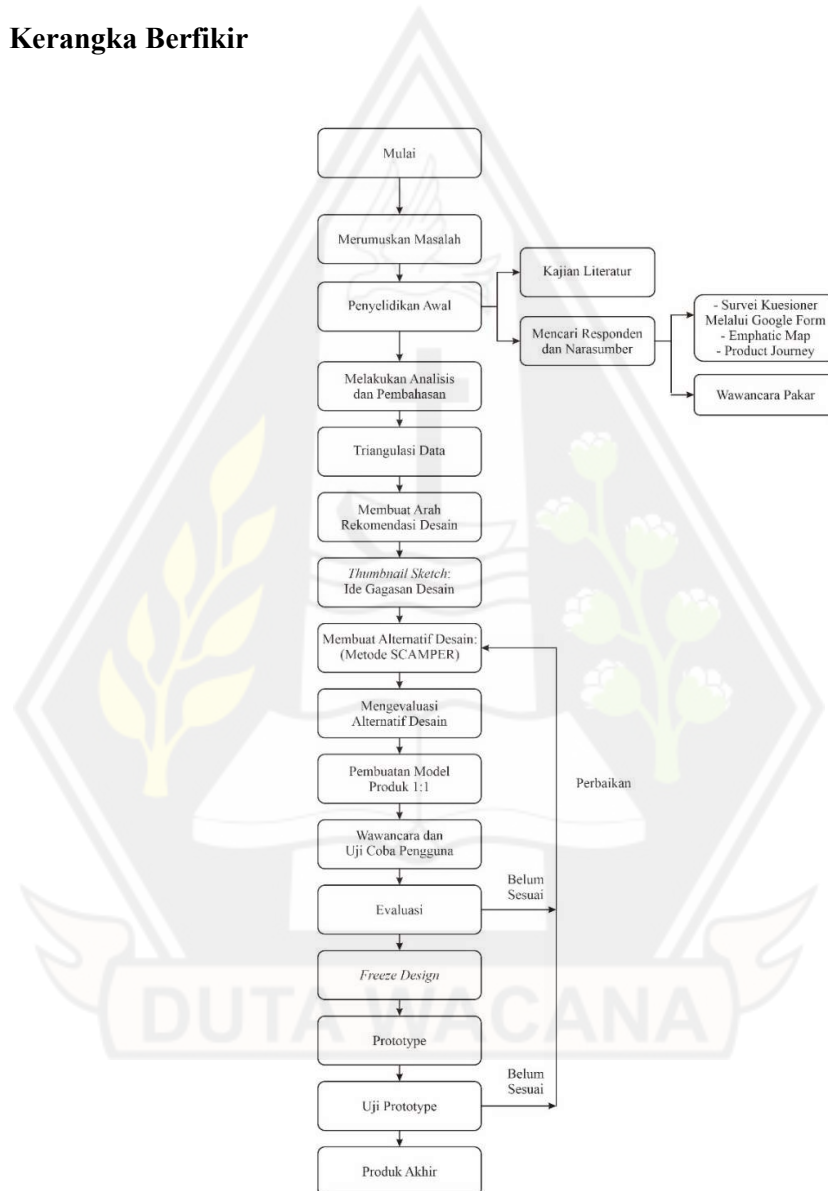 Kerangka Berfikir
Mulai
Merumuskan Masalah
Penyelidikan Awal
Kajian Literatur
Mencari Responden
dan Narasumber
- Survei Kuesioner
Melalui Google Form
- Emphatic Map
- Product Journey
Wawancara Pakar
Melakukan Analisis
dan Pembahasan
Triangulasi Data
Membuat Arah
Rekomendasi Desain
Thumbnail Sketch:
Ide Gagasan Desain
Membuat Alternatif Desain:
(Metode SCAMPER)
Mengevaluasi
Alternatif Desain
Pembuatan Model
Produk 1:1
Perbaikan
Wawancara dan
Uji Coba Pengguna
Evaluasi
Belum
Sesuai
Freeze Design
DUTA WACANA
Prototype
Uji Prototype
Belum
Sesuai
Produk Akhir